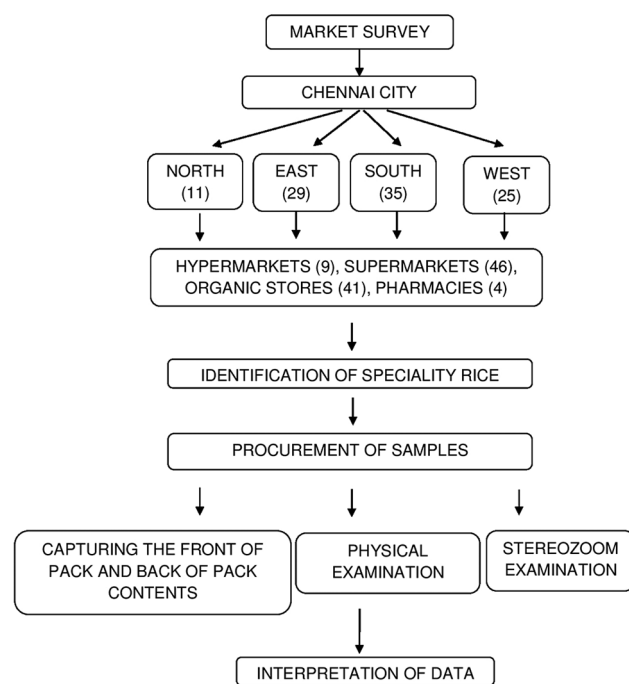 MARKET SURVEY
CHENNAI CITY
NORTH
(11)
EAST
(29)
SOUTH
(35)
WEST
(25)
HYPERMARKETS (9), SUPERMARKETS (46),
ORGANIC STORES (41), PHARMACIES (4)
IDENTIFICATION OF SPECIALITY RICE
PROCUREMENT OF SAMPLES
CAPTURING THE FRONT OF
PACK AND BACK OF PACK
CONTENTS
PHYSICAL
EXAMINATION
STEREOZOOM
EXAMINATION
INTERPRETATION OF DATA